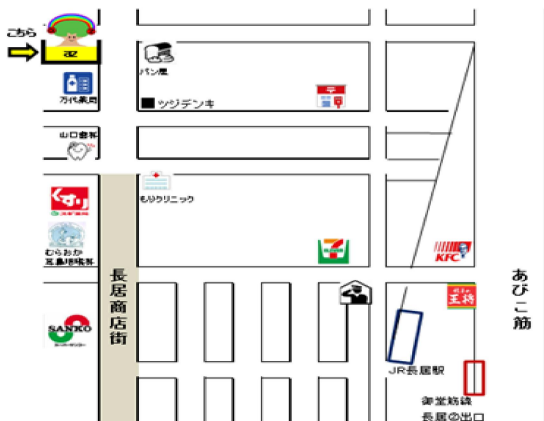 こちら
az
パン屋
万代薬局
〒
ツジデンキ
山口歯科
くすり
もりクリニック
むらおか
耳鼻咽喉科
KFC
長居商店街
あびこ筋
王将
SANKO
JR長居駅
御堂筋線
長居②出口